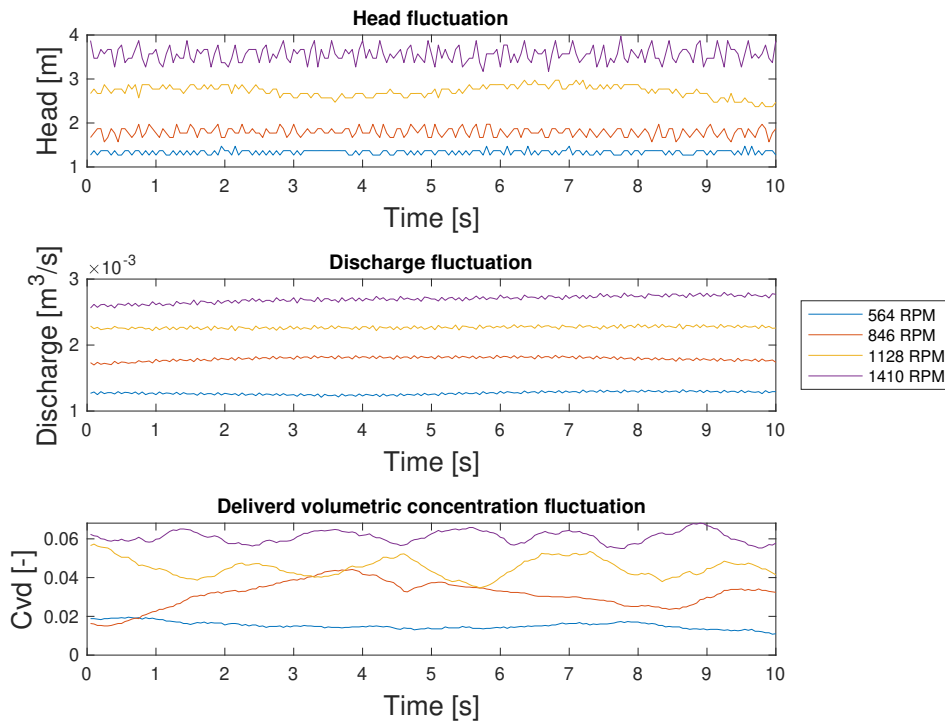 Head fluctuation
4
3
2
1
Head [m]
0 1 2 3 4 5 6 7 8 9 10
Time [s]
×10⁻³
Discharge fluctuation
3
2
1
Discharge [m³/s]
0 1 2 3 4 5 6 7 8 9 10
Time [s]
564 RPM
846 RPM
1128 RPM
1410 RPM
Deliverd volumetric concentration fluctuation
0.06
0.04
0.02
0
Cvd [-]
0 1 2 3 4 5 6 7 8 9 10
Time [s]